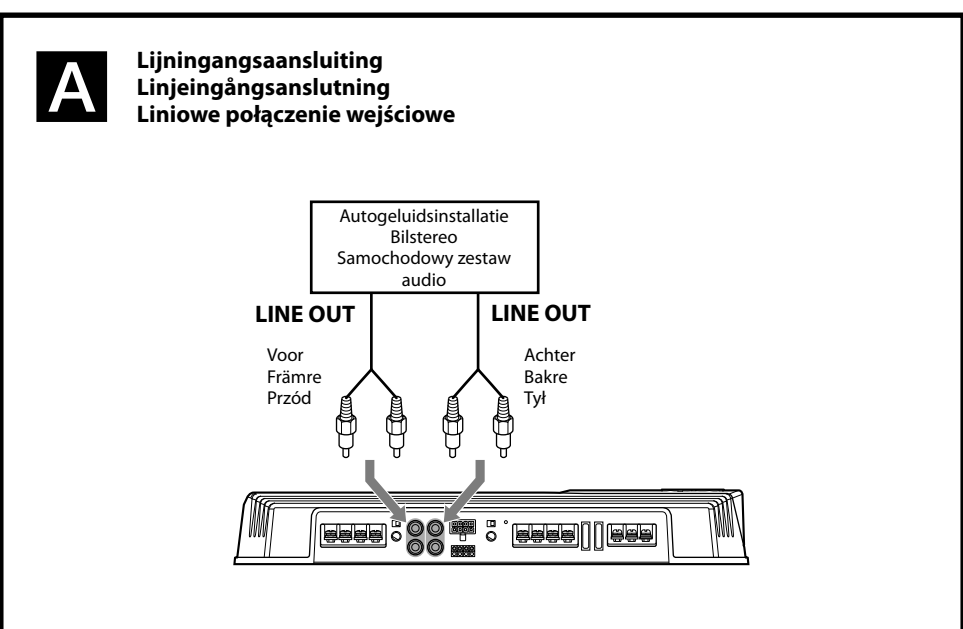 A
Lijningangsaansluiting
Linjeingångsanslutning
Liniowe połączenie wejściowe
Autogeluidsinstallatie
Bilstereo
Samochodowy zestaw
audio
LINE OUT
LINE OUT
Voor
Främre
Przód
Achter
Bakre
Tył